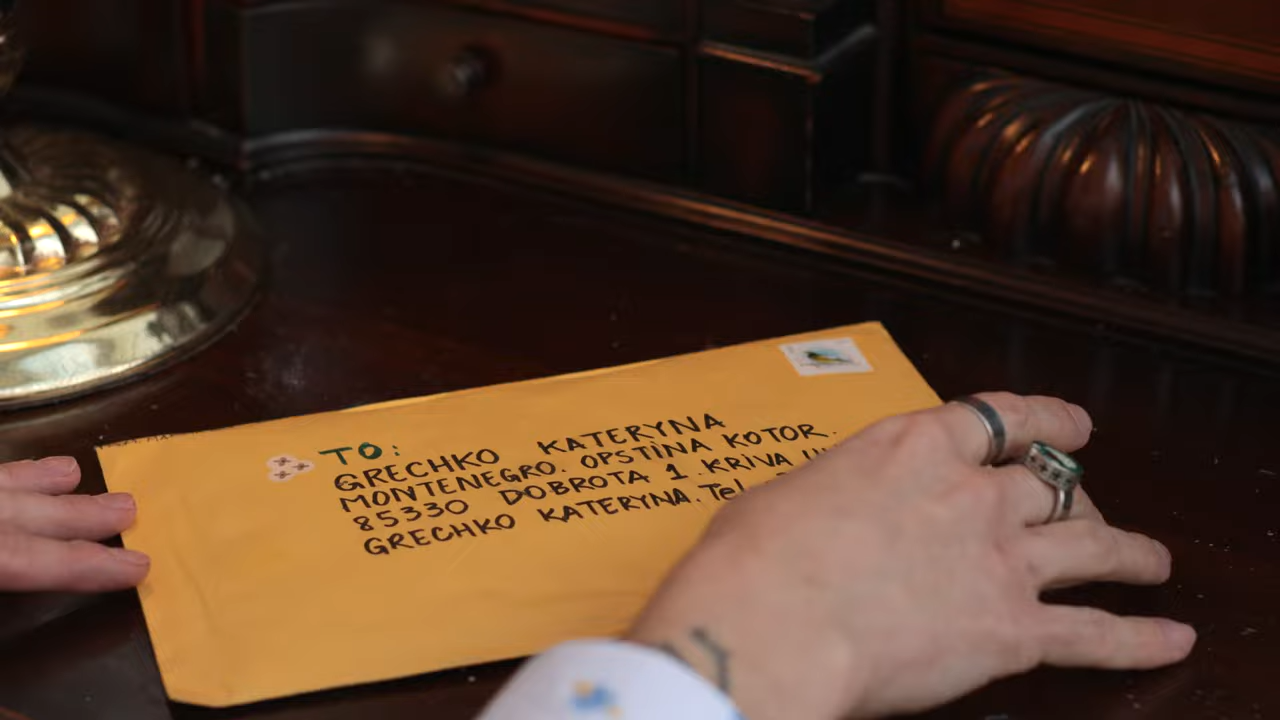 TO:
GRECHKO KATERYNA
MONTENEGRO. OPSTINA KOTOR.
85330 DOBROTA 1 KRIVA
GRECHKO KATERYNA. Tel